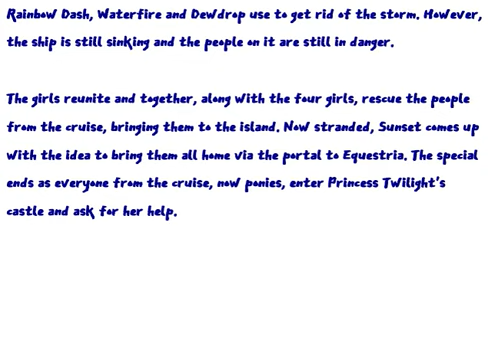 Rainbow Dash, Waterfire and Dewdrop use to get rid of the storm. However,
the ship is still sinking and the people on it are still in danger.
The girls reunite and together, along with the four girls, rescue the people
from the cruise, bringing them to the island. Now stranded, Sunset comes up
with the idea to bring them all home via the portal to Equestria. The special
ends as everyone from the cruise, now ponies, enter Princess Twilight's
castle and ask for her help.